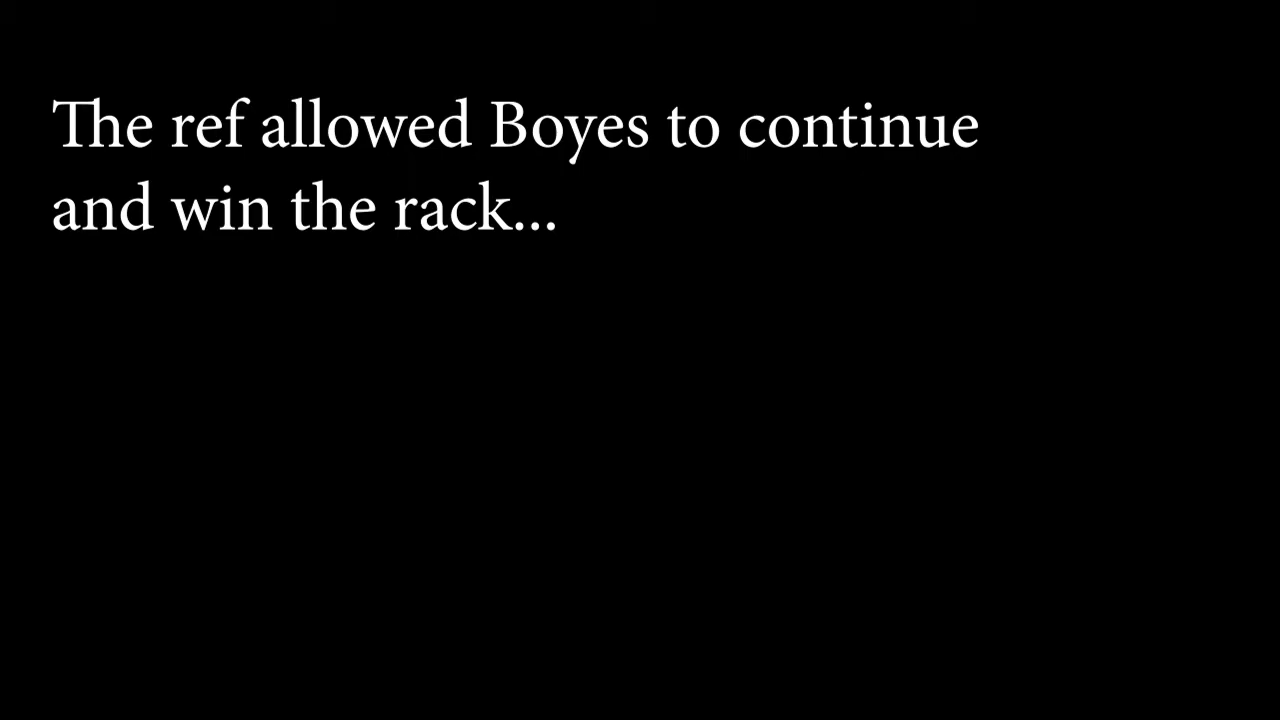 The ref allowed Boyes to continue
and win the rack...